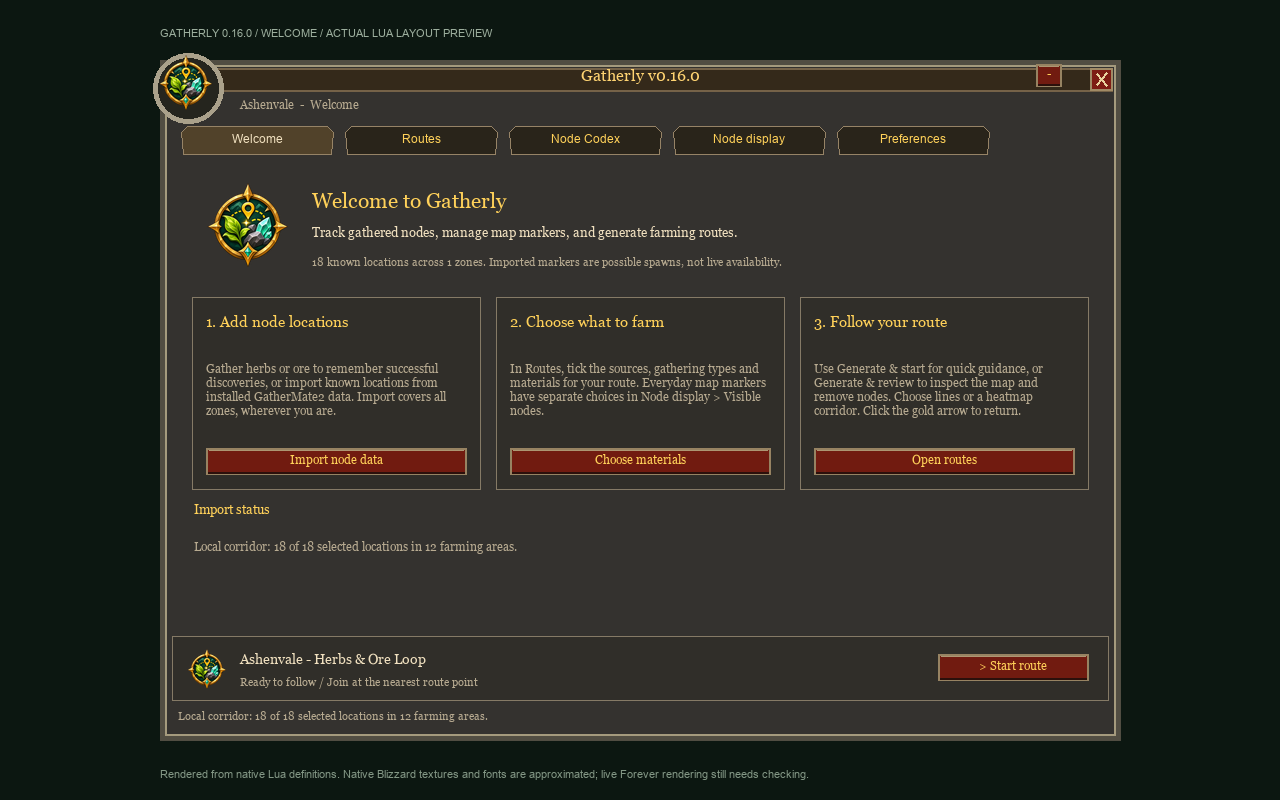 GATHERLY 0.16.0 / WELCOME / ACTUAL LUA LAYOUT PREVIEW
Gatherly v0.16.0
-
X
Ashenvale - Welcome
Welcome
Routes
Node Codex
Node display
Preferences
Welcome to Gatherly
Track gathered nodes, manage map markers, and generate farming routes.
18 known locations across 1 zones. Imported markers are possible spawns, not live availability.
1. Add node locations
Gather herbs or ore to remember successful
discoveries, or import known locations from
installed GatherMate2 data. Import covers all
zones, wherever you are.
Import node data
2. Choose what to farm
In Routes, tick the sources, gathering types and
materials for your route. Everyday map markers
have separate choices in Node display > Visible
nodes.
Choose materials
3. Follow your route
Use Generate & start for quick guidance, or
Generate & review to inspect the map and
remove nodes. Choose lines or a heatmap
corridor. Click the gold arrow to return.
Open routes
Import status
Local corridor: 18 of 18 selected locations in 12 farming areas.
Ashenvale - Herbs & Ore Loop
Ready to follow / Join at the nearest route point
> Start route
Local corridor: 18 of 18 selected locations in 12 farming areas.
Rendered from native Lua definitions. Native Blizzard textures and fonts are approximated; live Forever rendering still needs checking.